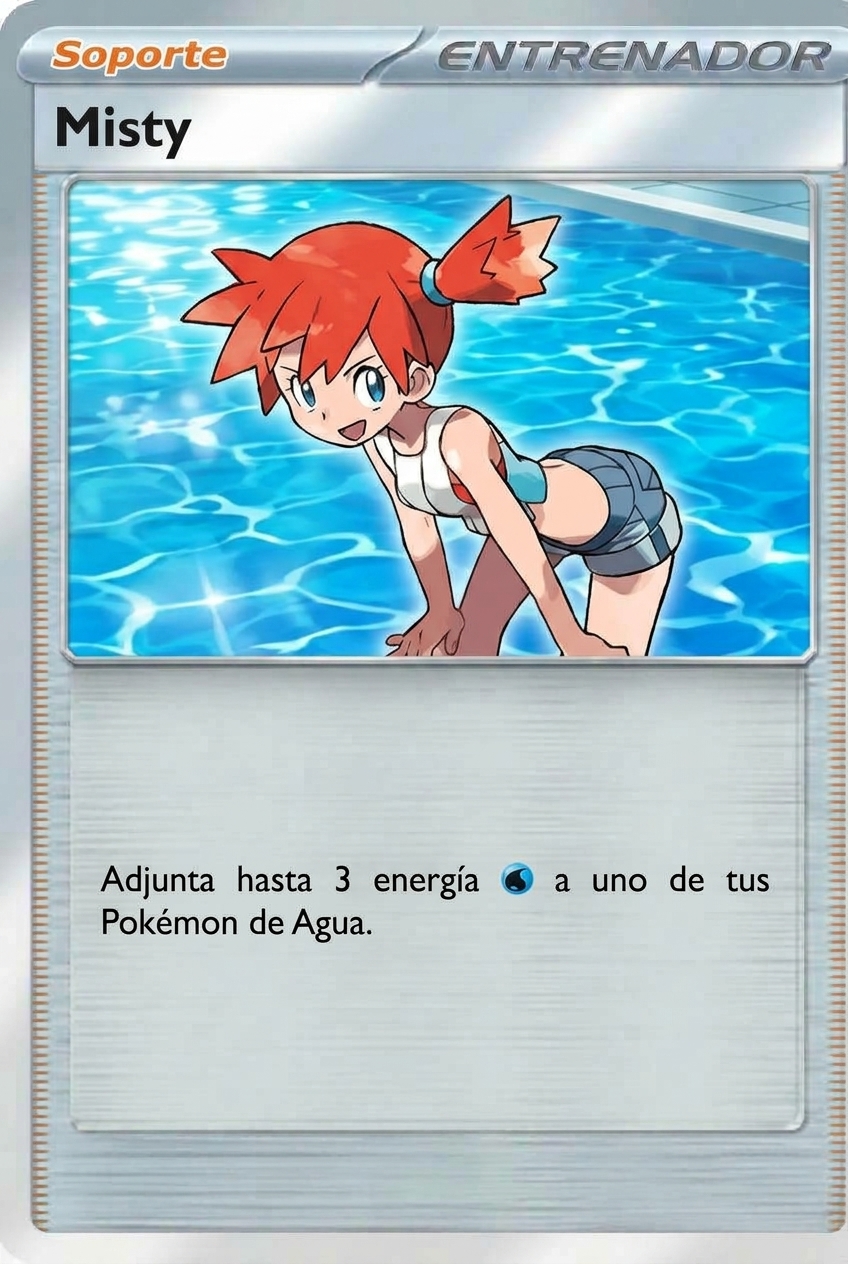 Soporte ENTRENADOR
Misty
Adjunta hasta 3 energía a uno de tus
Pokémon de Agua.